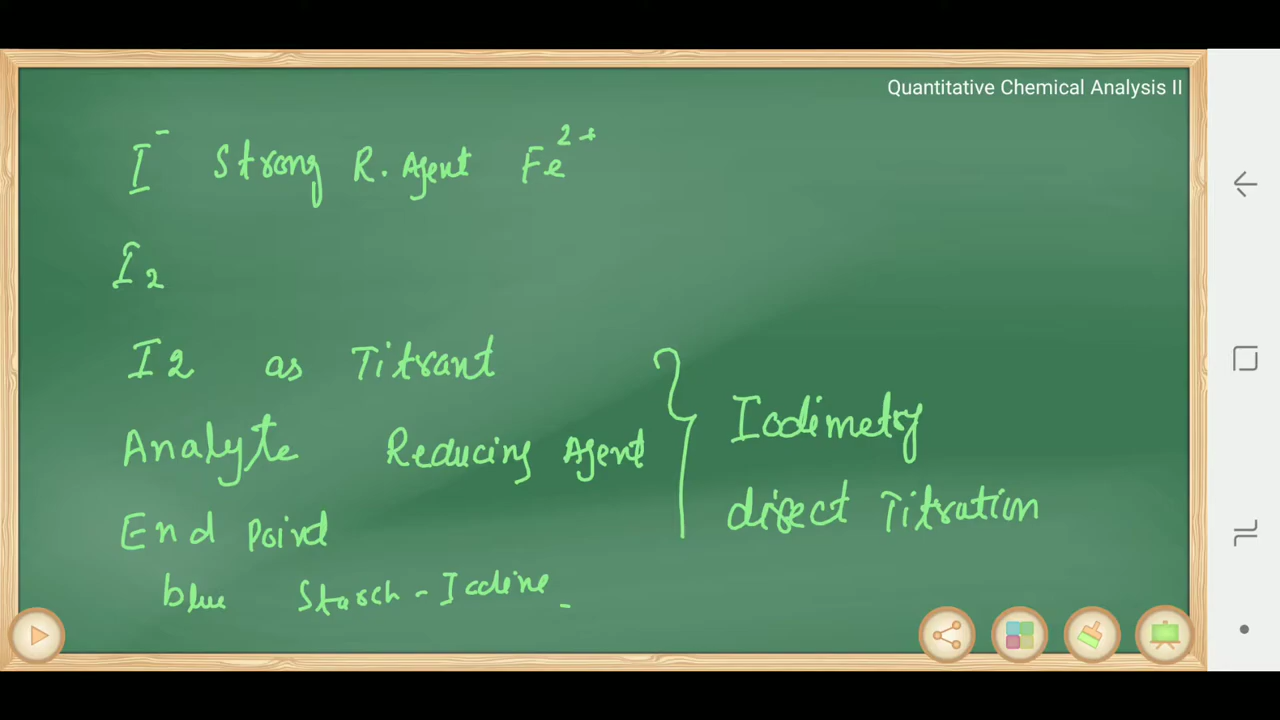 Quantitative Chemical Analysis II
I⁻ Strong R. Agent Fe²⁺
I₂
I2 as Titrant
Analyte Reducing Agent
Iodimetry
direct Titration
End Point
blue Starch - Iodine